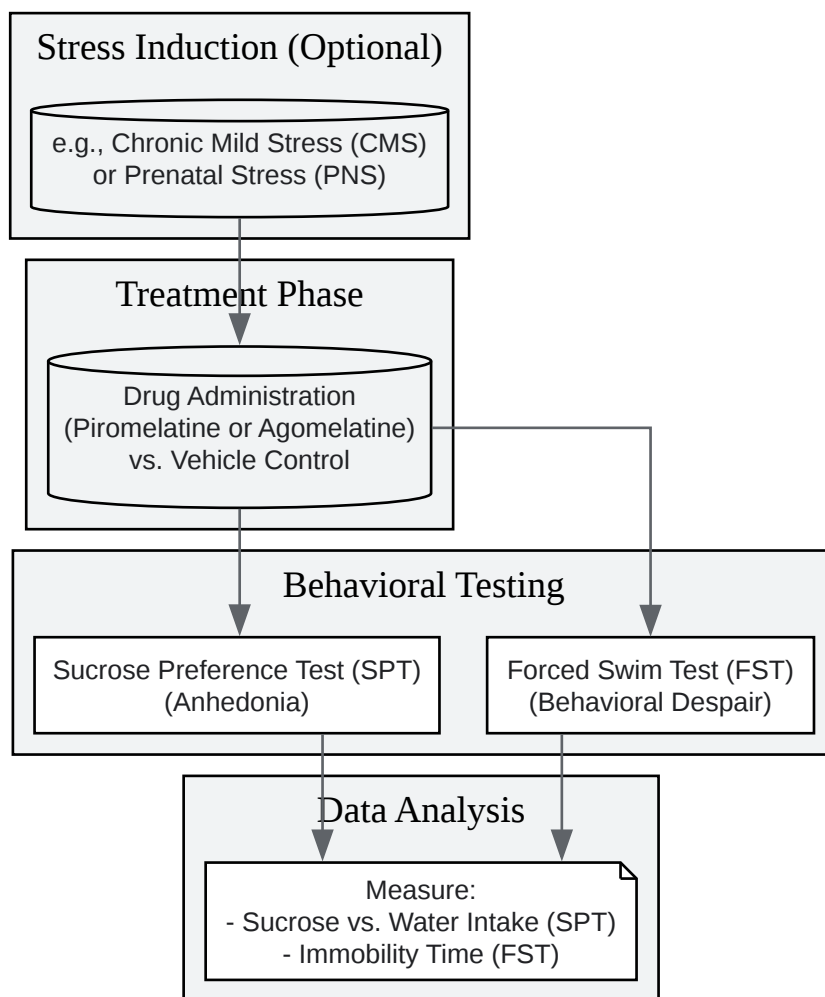 Stress Induction (Optional)
e.g., Chronic Mild Stress (CMS)
or Prenatal Stress (PNS)
Treatment Phase
Drug Administration
(Piromelatine or Agomelatine)
vs. Vehicle Control
Behavioral Testing
Sucrose Preference Test (SPT)
(Anhedonia)
Forced Swim Test (FST)
(Behavioral Despair)
Data Analysis
Measure:
- Sucrose vs. Water Intake (SPT)
- Immobility Time (FST)